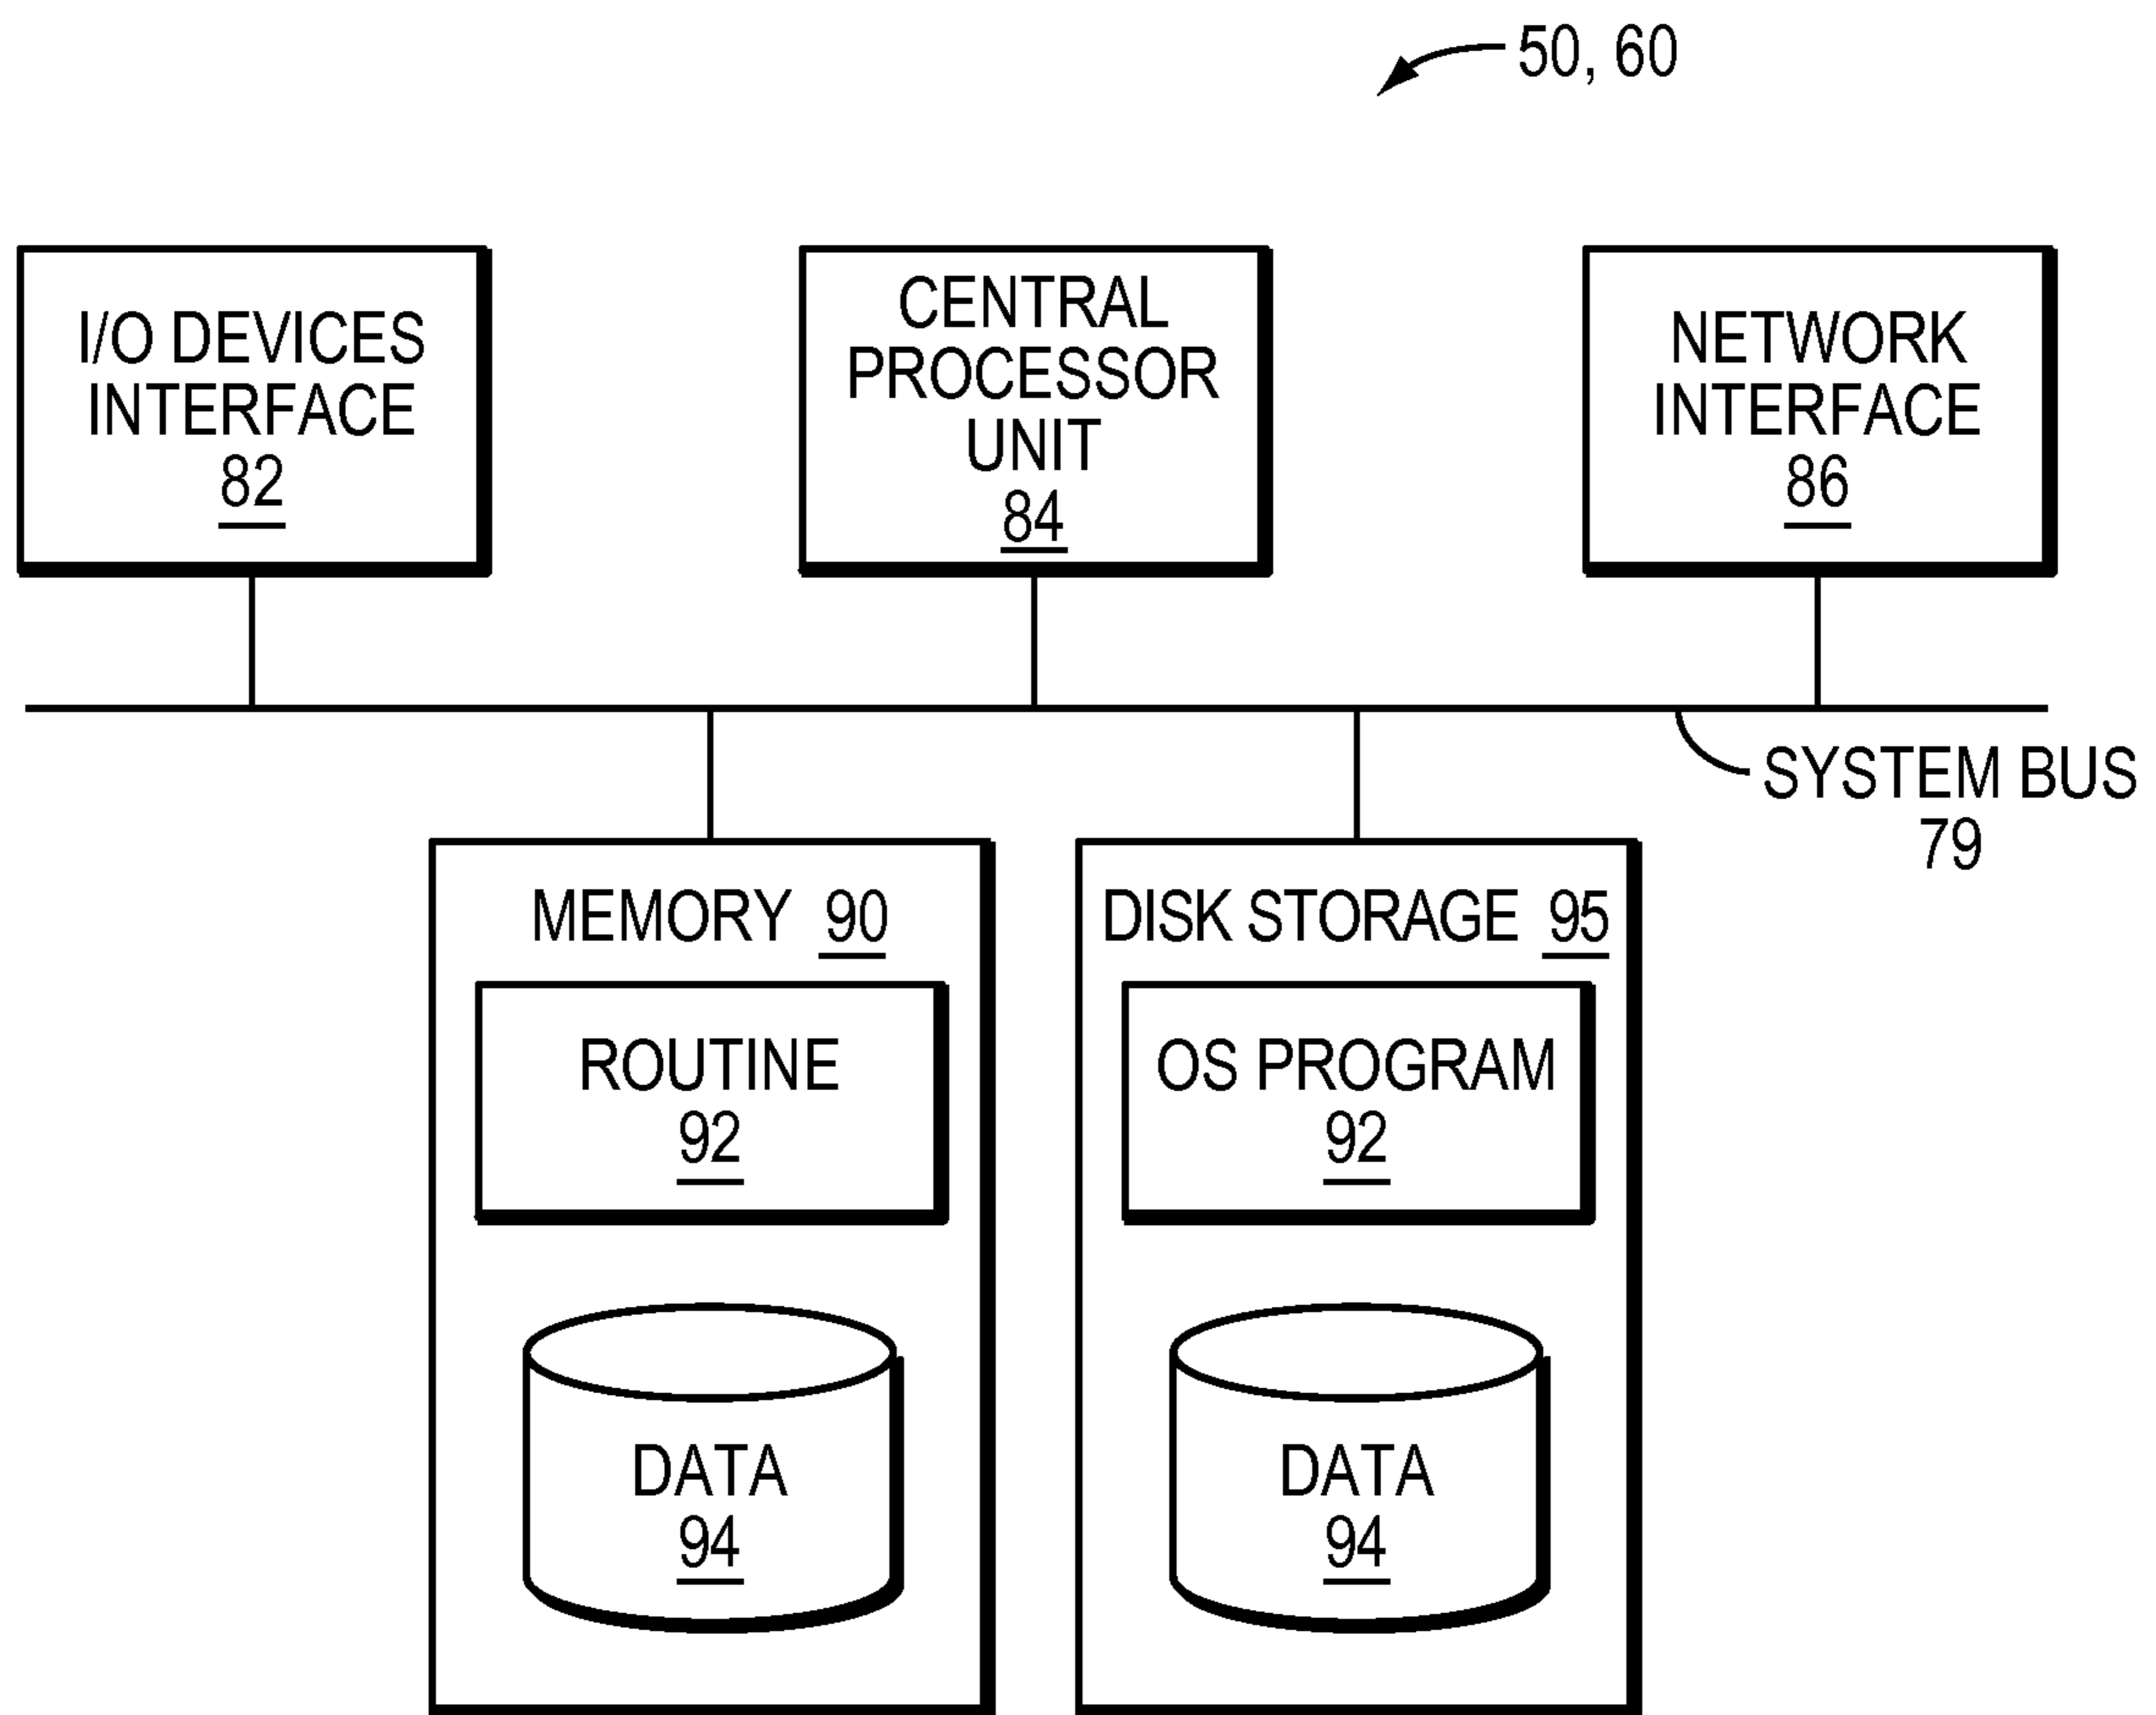 50, 60
I/O DEVICES
INTERFACE
82
CENTRAL
PROCESSOR
UNIT
84
NETWORK
INTERFACE
86
SYSTEM BUS
79
MEMORY 90
ROUTINE
92
DATA
94
DISK STORAGE 95
OS PROGRAM
92
DATA
94